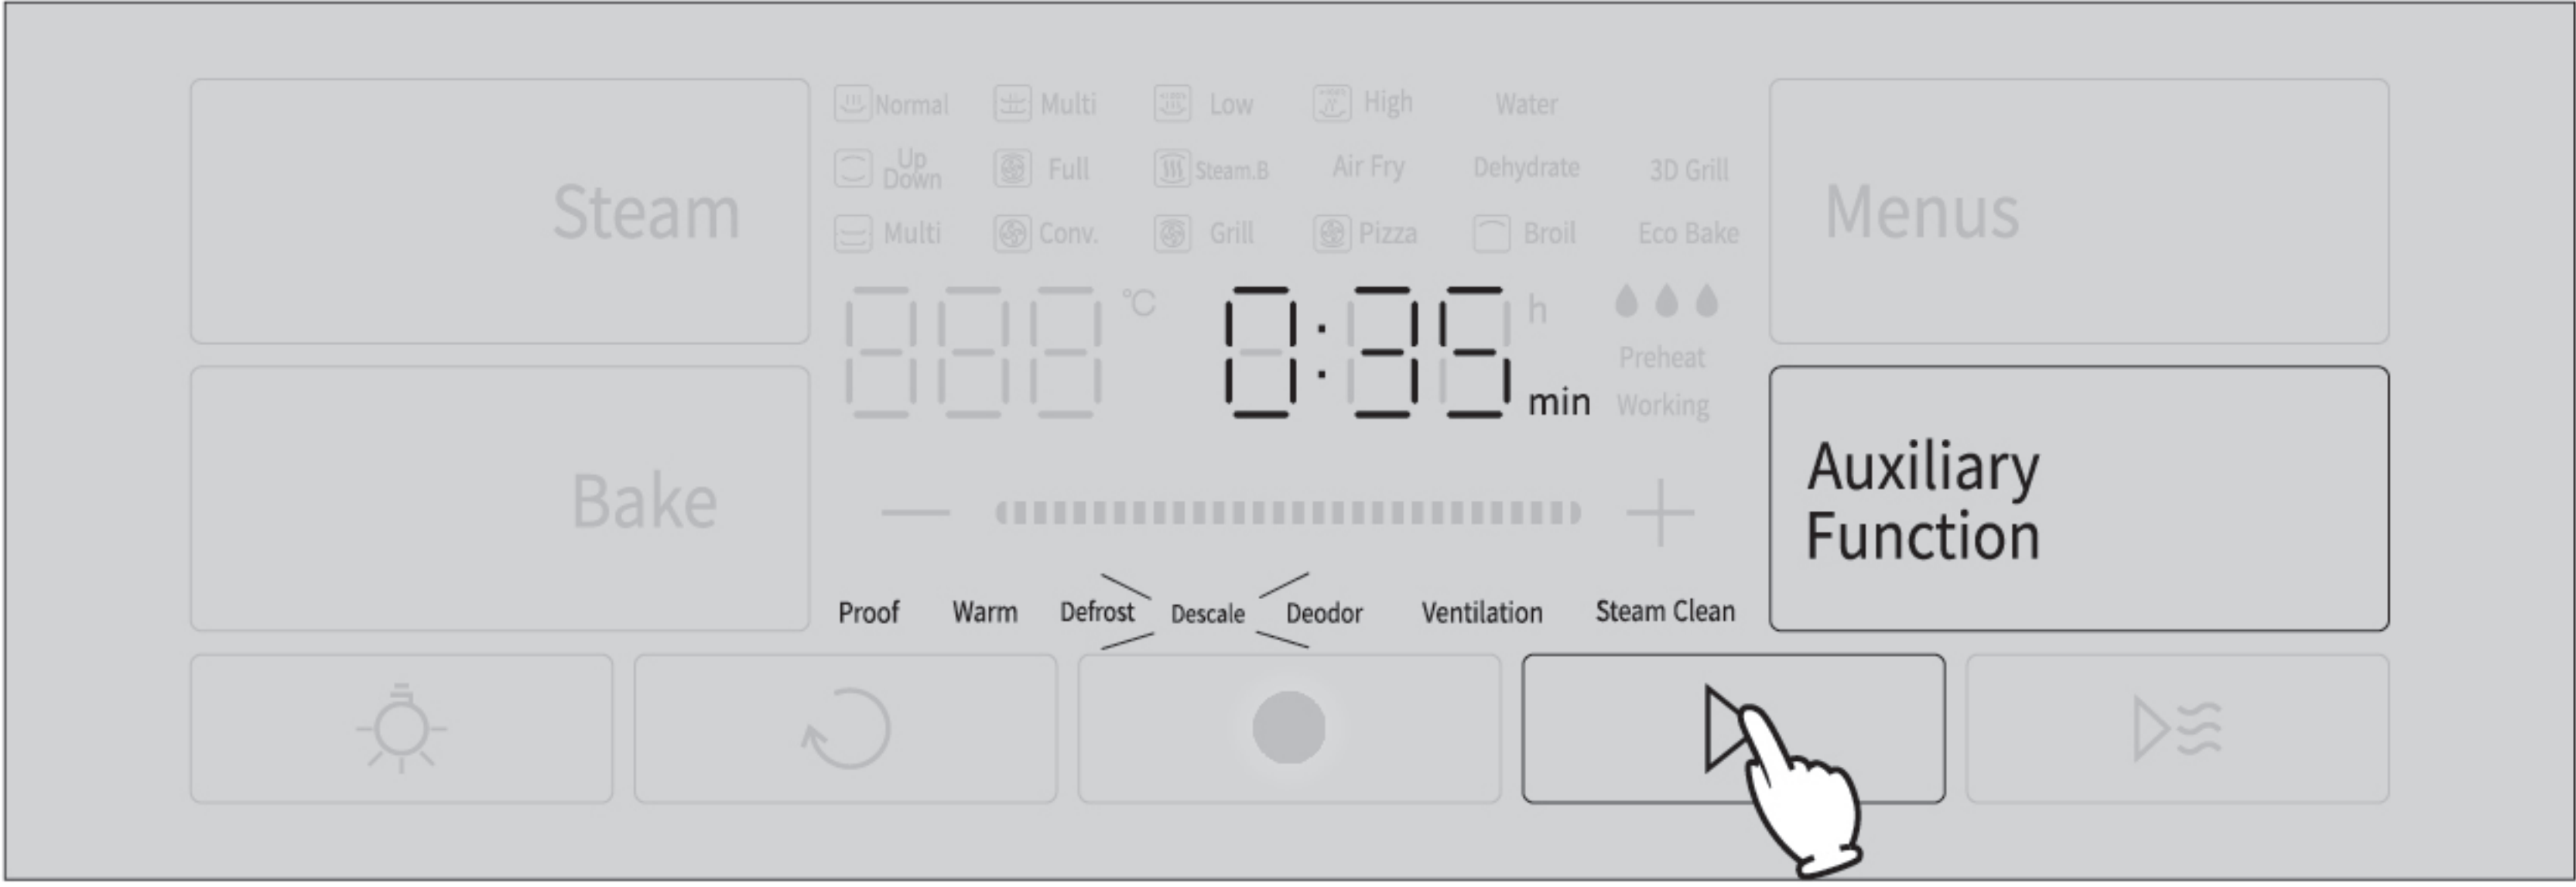 Normal Multi Low High Water
Up Down Full Steam.B Air Fry Dehydrate 3D Grill
Multi Conv. Grill Pizza Broil Eco Bake
Steam
Menus
888 °C 0:35 h min
Preheat
Working
Bake
Auxiliary
Function
Proof Warm Defrost Descale Deodor Ventilation Steam Clean